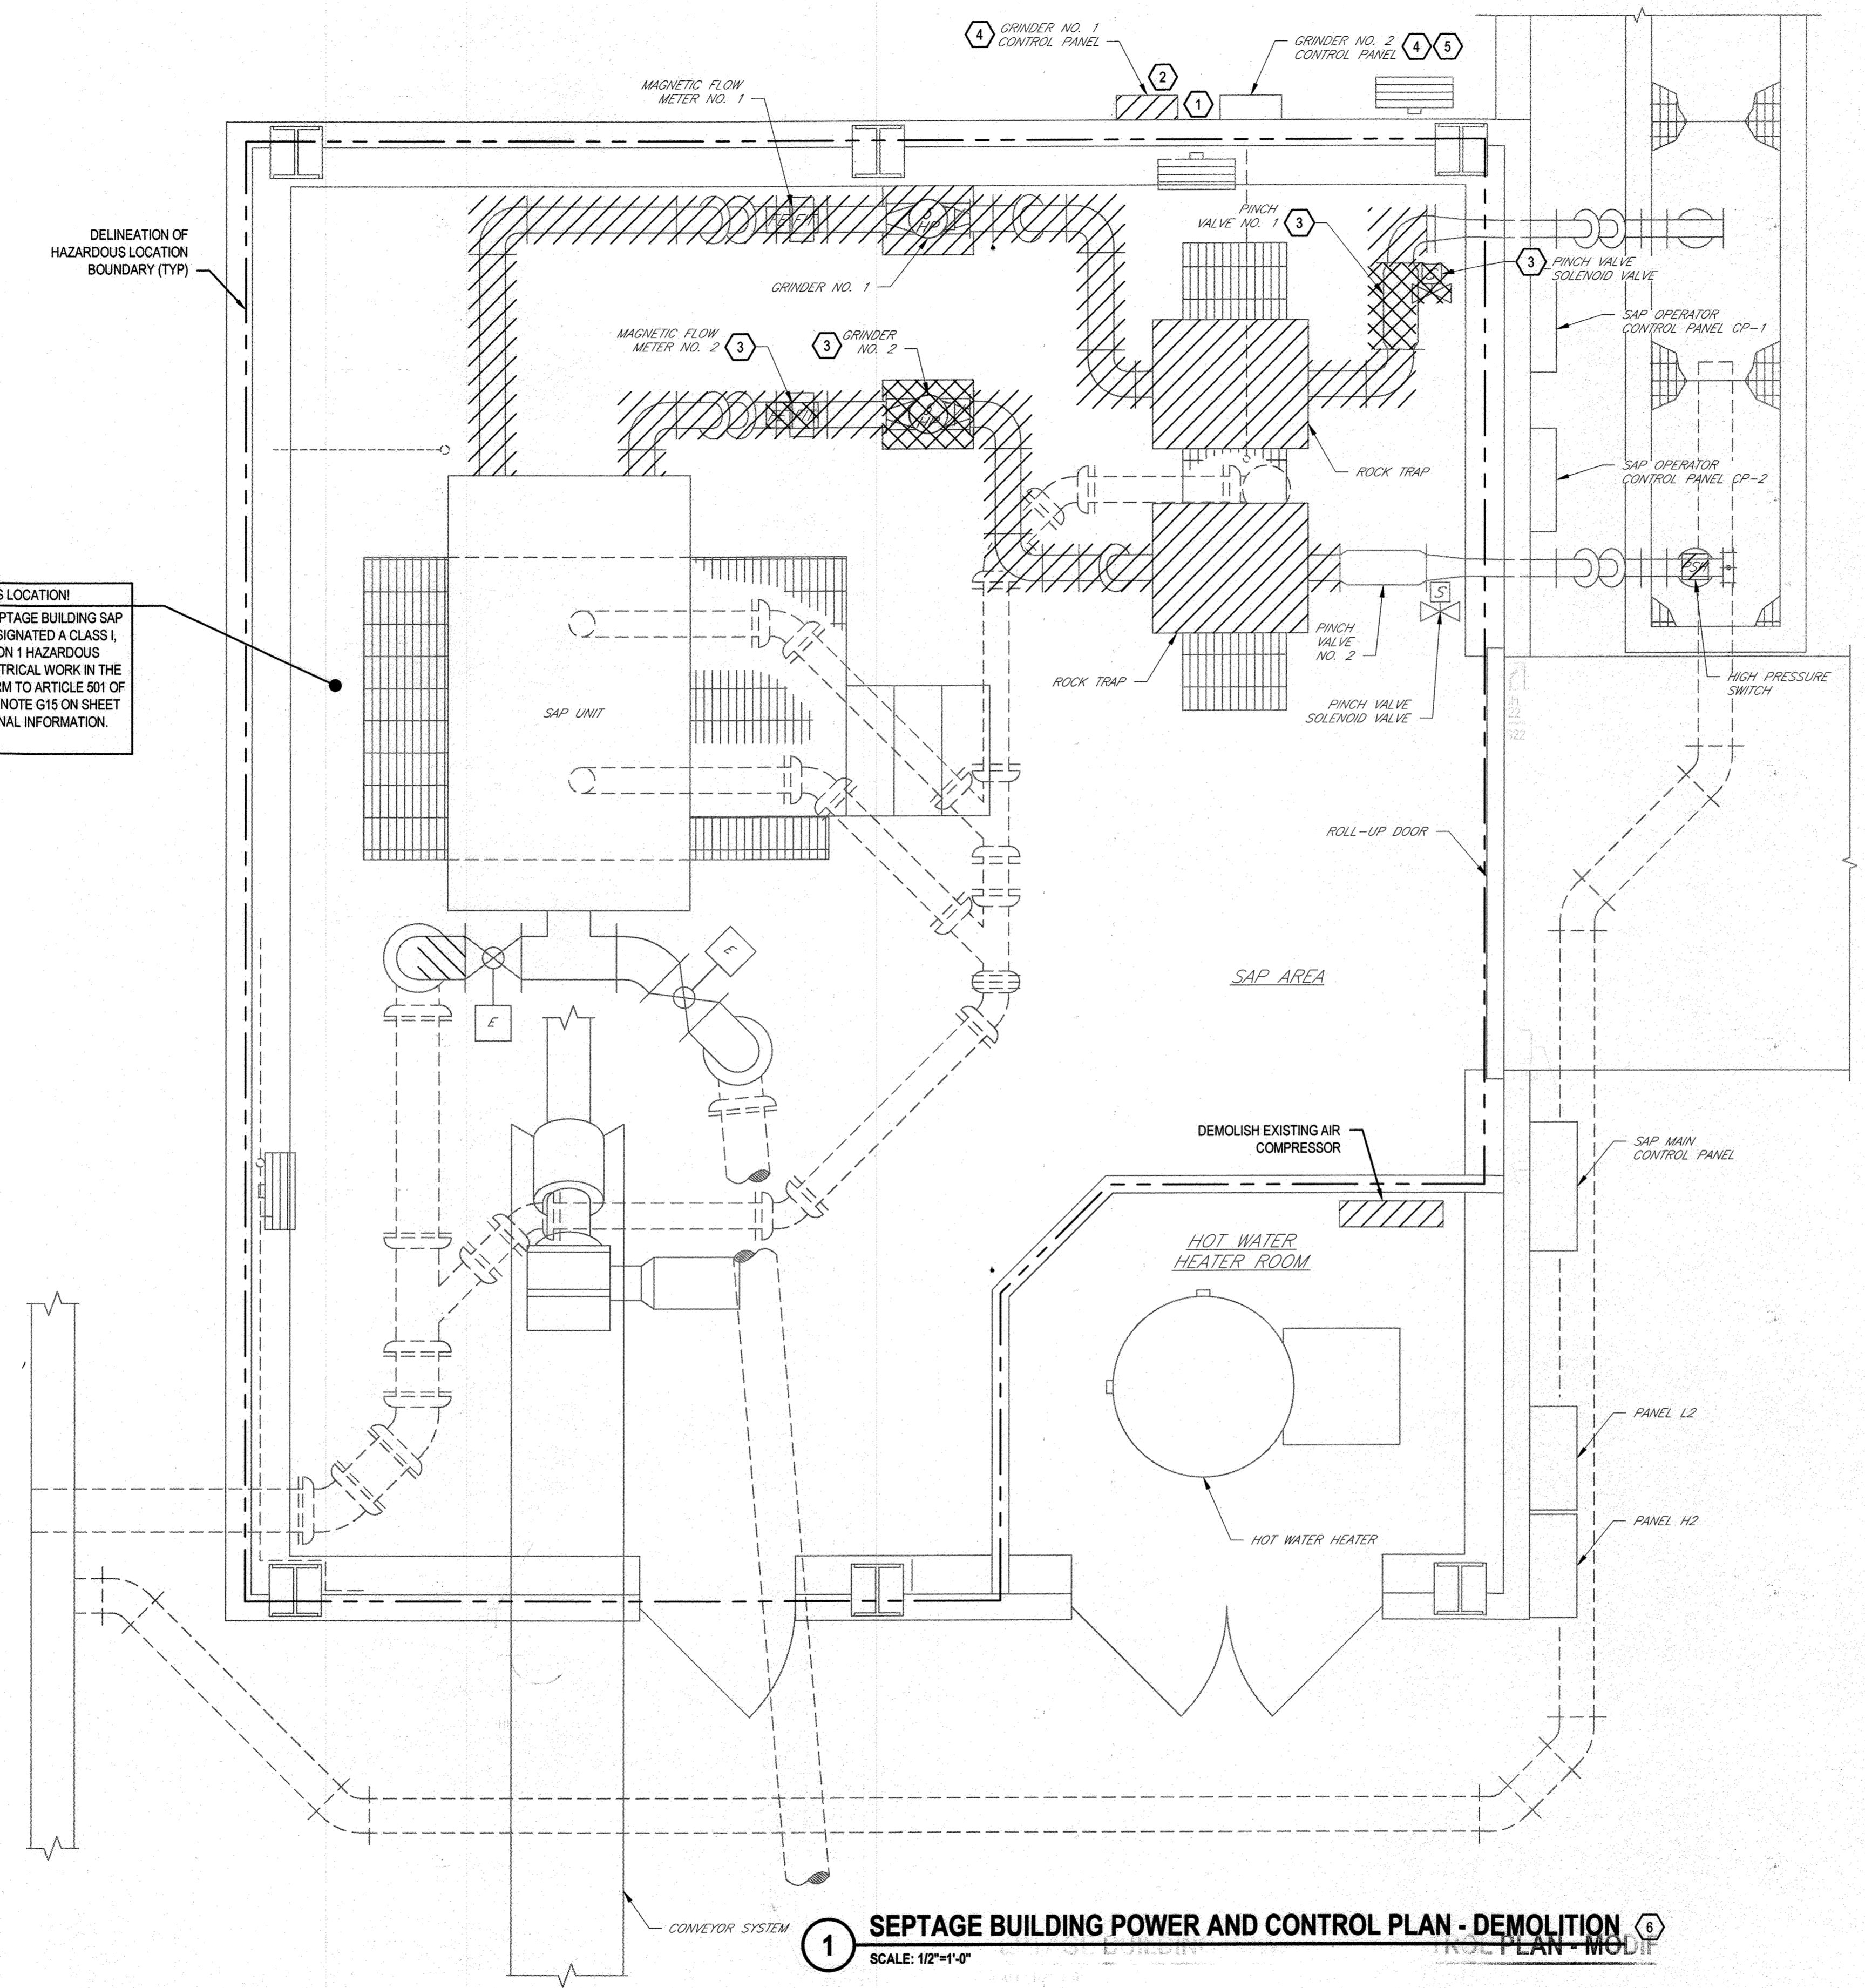 4 GRINDER NO. 1
CONTROL PANEL
GRINDER NO. 2
CONTROL PANEL 4 5
2
1
MAGNETIC FLOW
METER NO. 1
DELINEATION OF
HAZARDOUS LOCATION
BOUNDARY (TYP)
PINCH
VALVE NO. 1 3
3 PINCH VALVE
SOLENOID VALVE
HP
GRINDER NO. 1
MAGNETIC FLOW
METER NO. 2 3
3 GRINDER
NO. 2
SAP OPERATOR
CONTROL PANEL CP-1
ROCK TRAP
SAP OPERATOR
CONTROL PANEL CP-2
PSH
S LOCATION!
PTAGE BUILDING SAP
SIGNATED A CLASS I,
ON 1 HAZARDOUS
TRICAL WORK IN THE
RM TO ARTICLE 501 OF
NOTE G15 ON SHEET
NAL INFORMATION.
S
PINCH
VALVE
NO. 2
ROCK TRAP
PINCH VALVE
SOLENOID VALVE
HIGH PRESSURE
SWITCH
SAP UNIT
ROLL-UP DOOR
E
E
SAP AREA
DEMOLISH EXISTING AIR
COMPRESSOR
SAP MAIN
CONTROL PANEL
HOT WATER
HEATER ROOM
PANEL L2
PANEL H2
HOT WATER HEATER
CONVEYOR SYSTEM
1 SEPTAGE BUILDING POWER AND CONTROL PLAN - DEMOLITION 6
SCALE: 1/2"=1'-0"
PLAN - MODIF